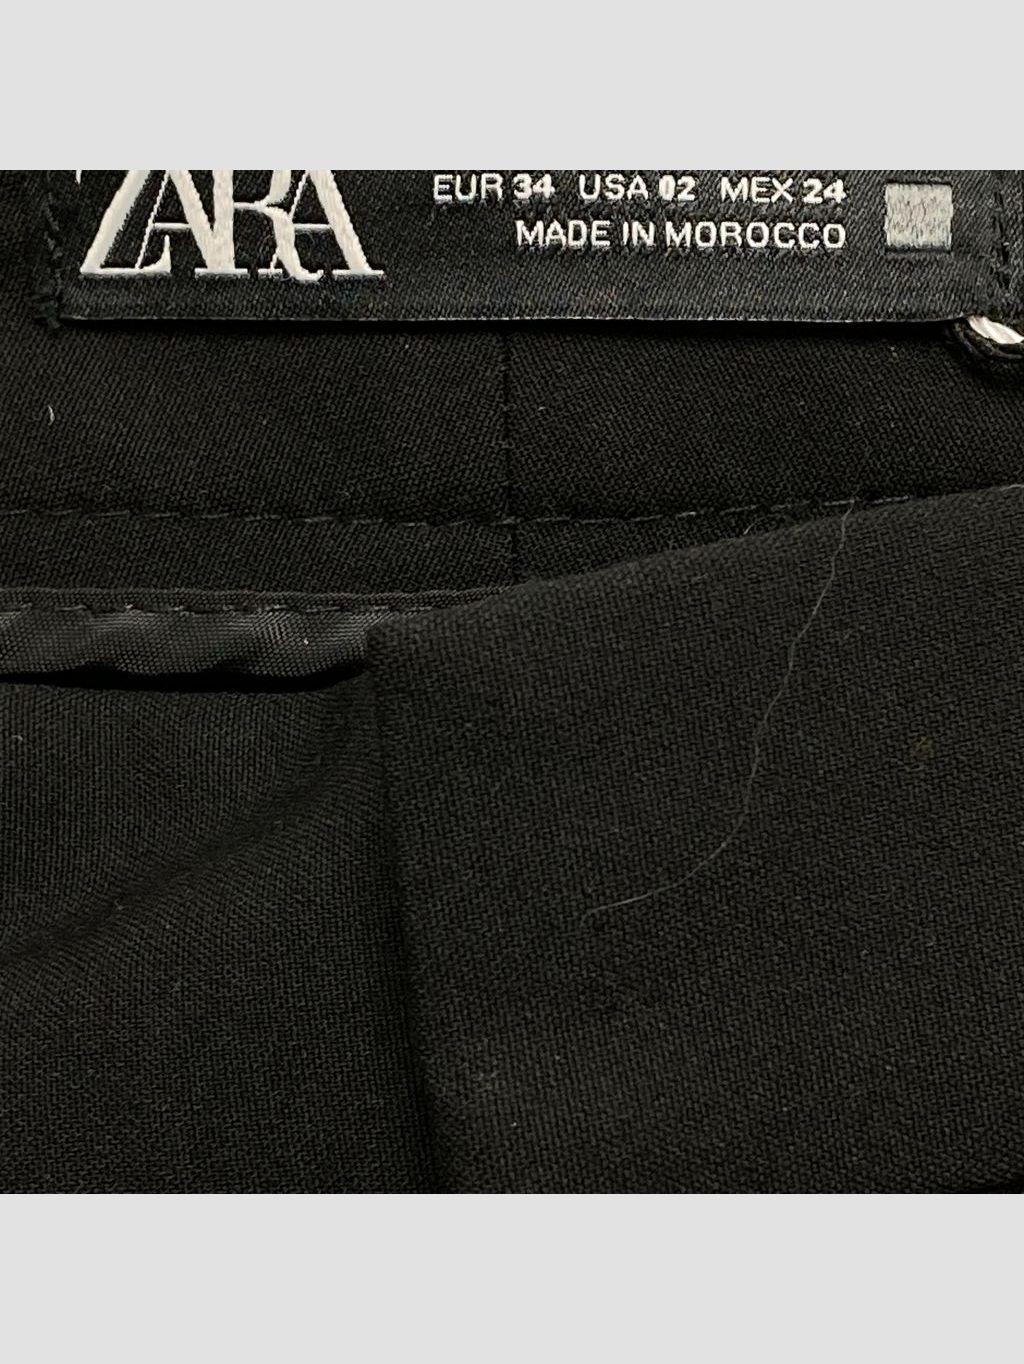 ZARA
EUR 34 USA 02 MEX 24
MADE IN MOROCCO